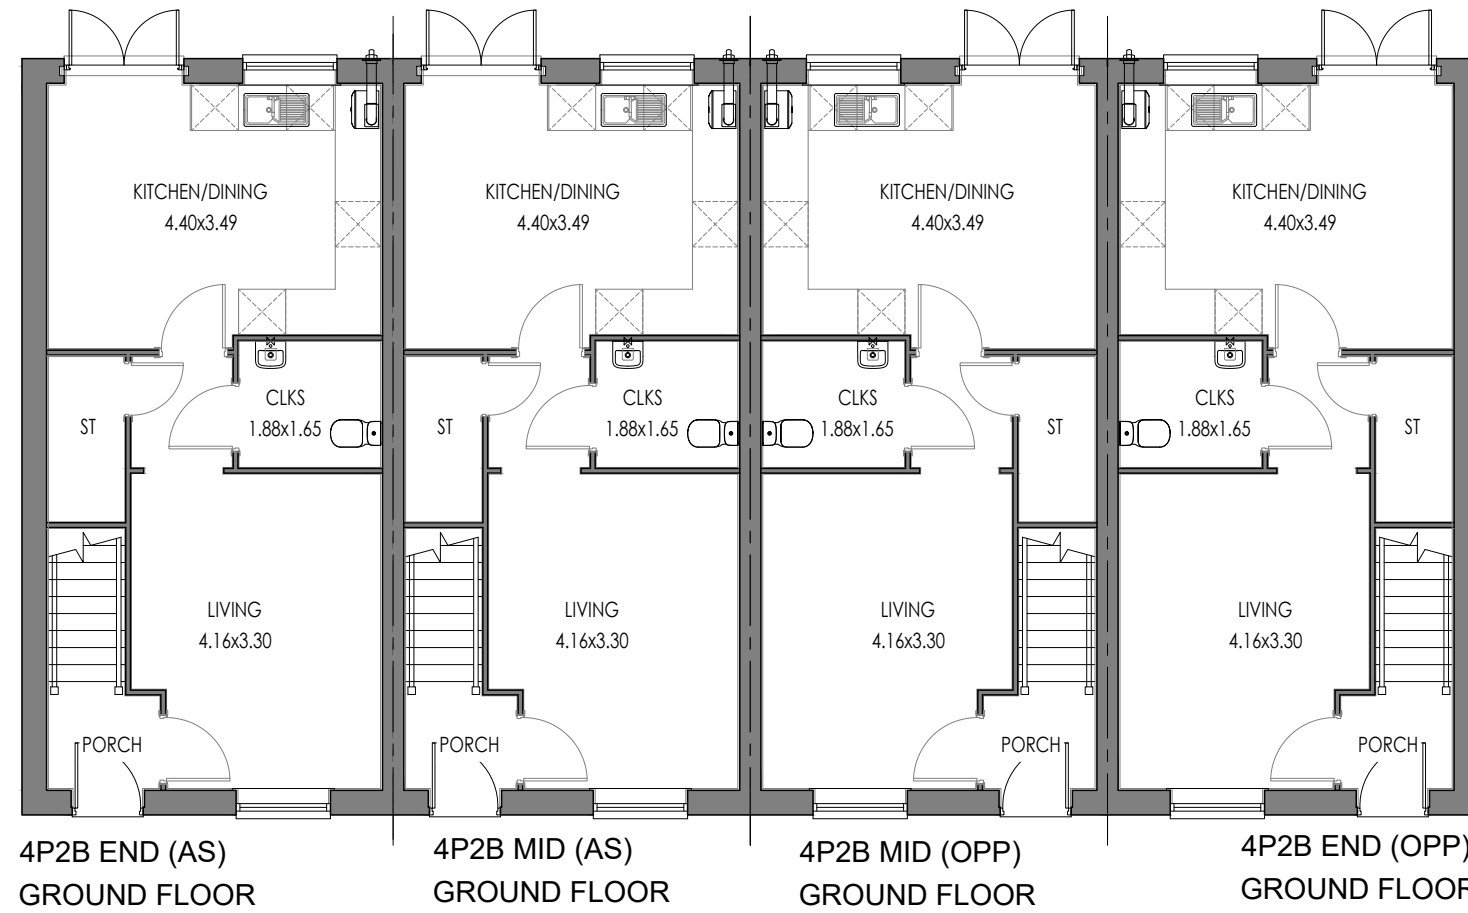 KITCHEN/DINING
4.40x3.49
CLKS
1.88x1.65
ST
LIVING
4.16x3.30
PORCH
4P2B END (AS)
GROUND FLOOR
KITCHEN/DINING
4.40x3.49
CLKS
1.88x1.65
ST
LIVING
4.16x3.30
PORCH
4P2B MID (AS)
GROUND FLOOR
KITCHEN/DINING
4.40x3.49
CLKS
1.88x1.65
ST
LIVING
4.16x3.30
PORCH
4P2B MID (OPP)
GROUND FLOOR
KITCHEN/DINING
4.40x3.49
CLKS
1.88x1.65
ST
LIVING
4.16x3.30
PORCH
4P2B END (OPP)
GROUND FLOOR